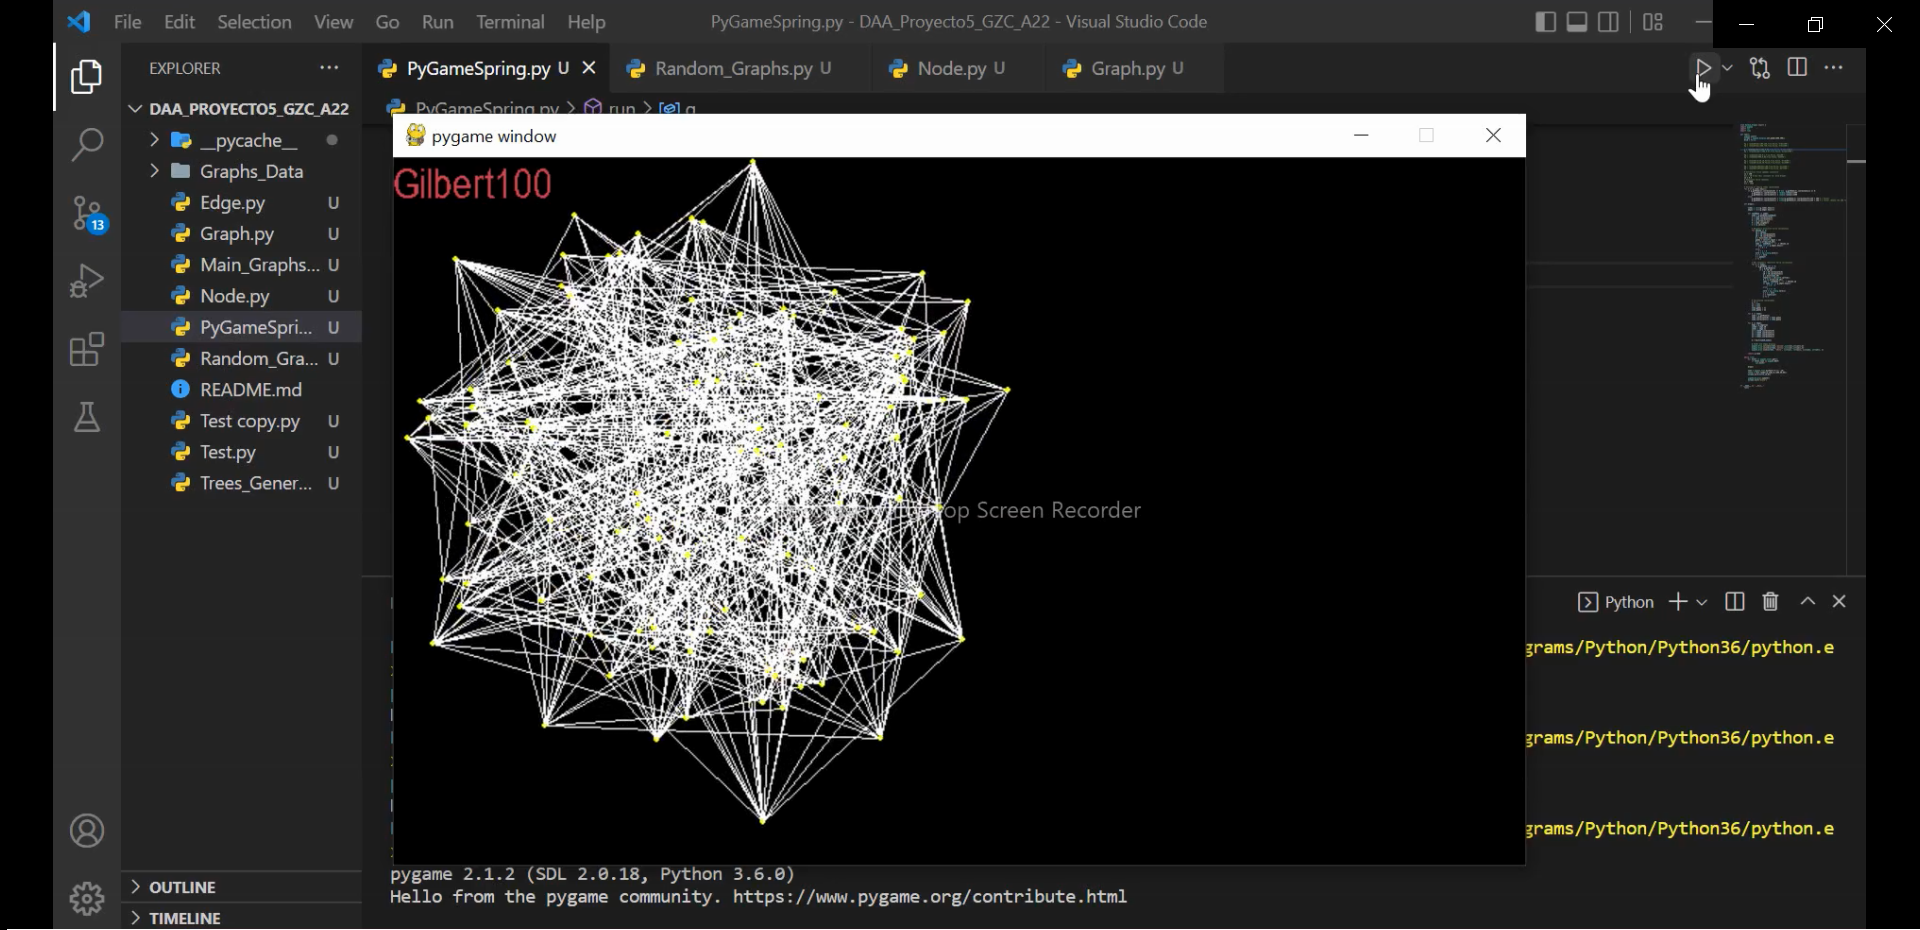 File Edit Selection View Go Run Terminal Help
PyGameSpring.py - DAA_Proyecto5_GZC_A22 - Visual Studio Code
EXPLORER
PyGameSpring.py U
Random_Graphs.py U
Node.py U
Graph.py U
DAA_PROYECTO5_GZC_A22
PyGameSpring.py > run > g
__pycache__
Graphs_Data
Edge.py U
Graph.py U
Main_Graphs... U
Node.py U
PyGameSpri... U
Random_Gra... U
README.md
Test copy.py U
Test.py U
Trees_Gener... U
13
pygame window
Gilbert100
op Screen Recorder
Python
grams/Python/Python36/python.e
grams/Python/Python36/python.e
grams/Python/Python36/python.e
pygame 2.1.2 (SDL 2.0.18, Python 3.6.0)
Hello from the pygame community. https://www.pygame.org/contribute.html
OUTLINE
TIMELINE